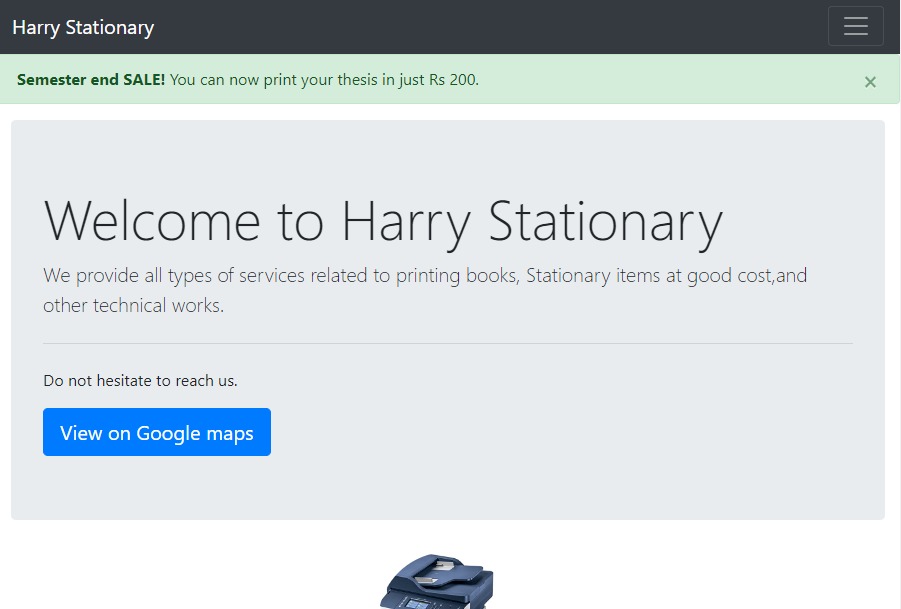 Harry Stationary
Semester end SALE! You can now print your thesis in just Rs 200.
×
Welcome to Harry Stationary
We provide all types of services related to printing books, Stationary items at good cost,and
other technical works.
Do not hesitate to reach us.
View on Google maps